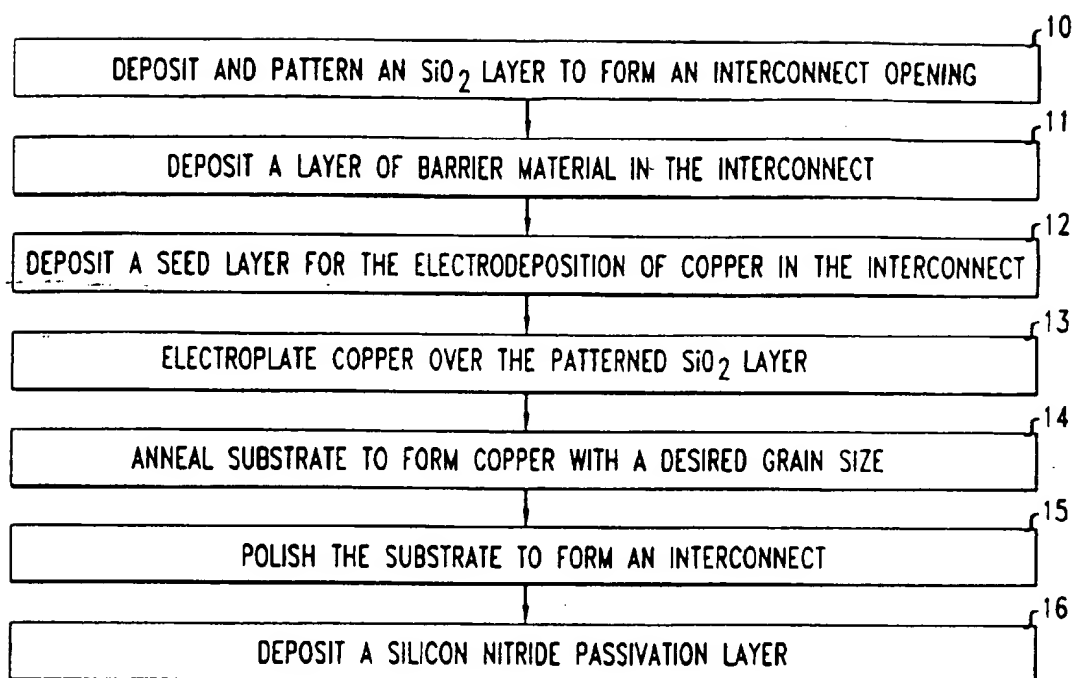 10
DEPOSIT AND PATTERN AN SiO2 LAYER TO FORM AN INTERCONNECT OPENING
11
DEPOSIT A LAYER OF BARRIER MATERIAL IN THE INTERCONNECT
12
DEPOSIT A SEED LAYER FOR THE ELECTRODEPOSITION OF COPPER IN THE INTERCONNECT
13
ELECTROPLATE COPPER OVER THE PATTERNED SiO2 LAYER
14
ANNEAL SUBSTRATE TO FORM COPPER WITH A DESIRED GRAIN SIZE
15
POLISH THE SUBSTRATE TO FORM AN INTERCONNECT
16
DEPOSIT A SILICON NITRIDE PASSIVATION LAYER